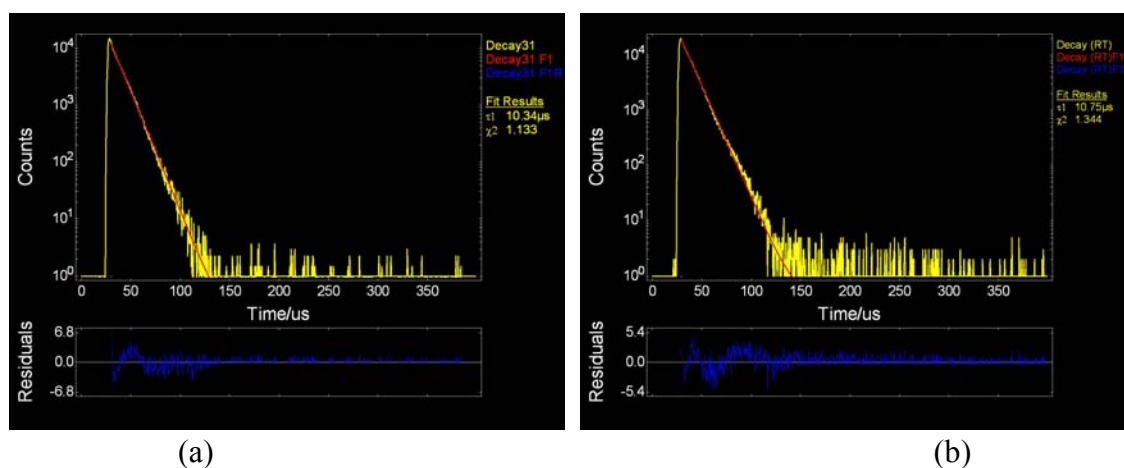 Decay31
Decay31 F1
Decay31 F1R
Fit Results
τ1 10.34µs
χ2 1.133
Counts
10⁴
10³
10²
10¹
10⁰
0 50 100 150 200 250 300 350
Time/us
Residuals
6.8
0.0
-6.8
(a)
Decay (RT)
Decay (RT)F1
Decay (RT)F1
Fit Results
τ1 10.75µs
χ2 1.344
Counts
10⁴
10³
10²
10¹
10⁰
0 50 100 150 200 250 300 350
Time/us
Residuals
5.4
0.0
-5.4
(b)